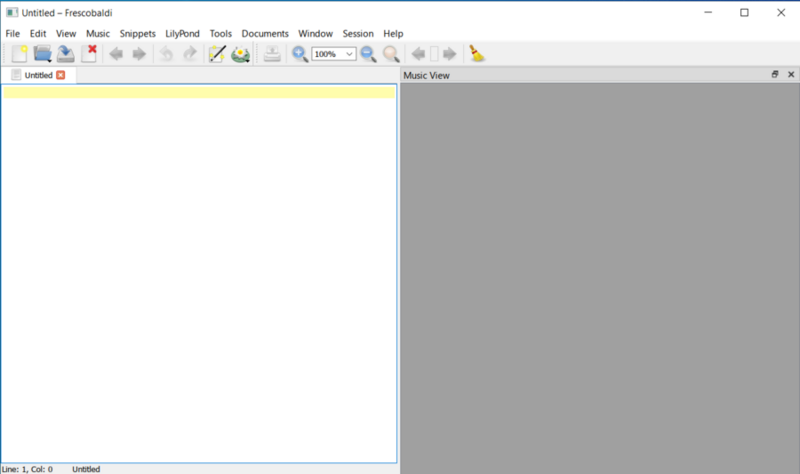 Untitled – Frescobaldi
File Edit View Music Snippets LilyPond Tools Documents Window Session Help
100%
Untitled
Music View
Line: 1, Col: 0 Untitled